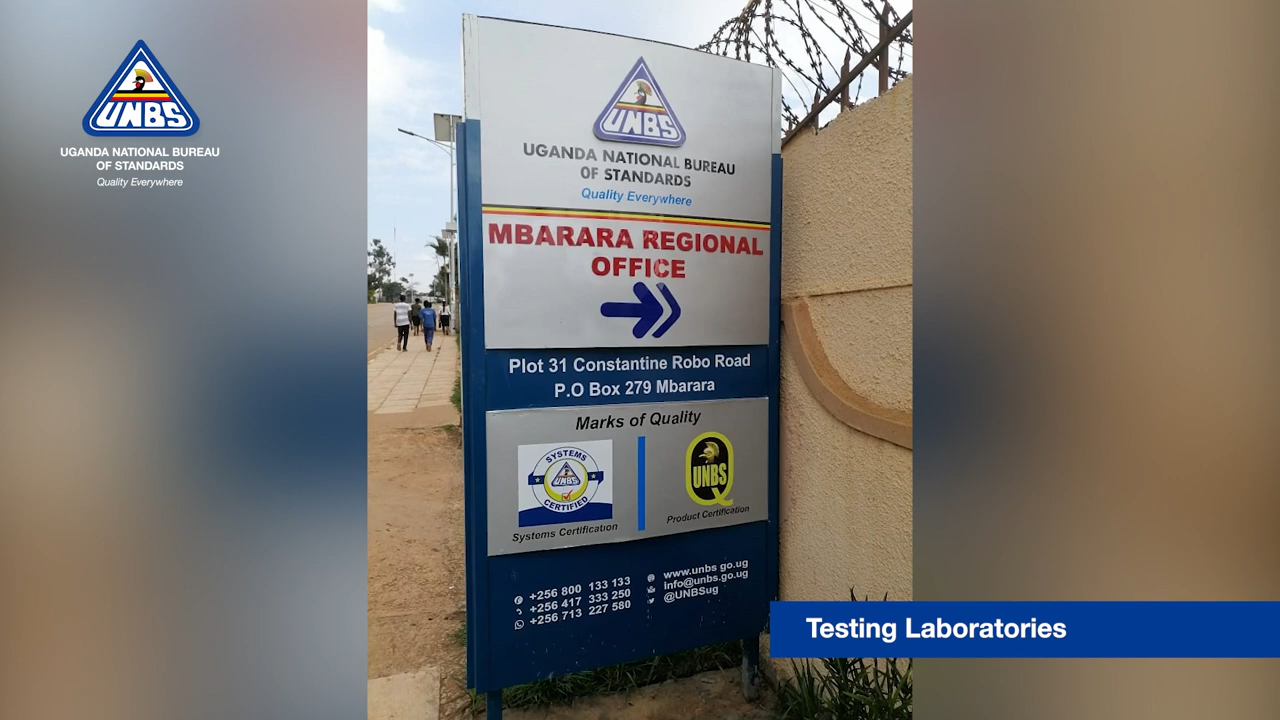 UNBS
UGANDA NATIONAL BUREAU
OF STANDARDS
Quality Everywhere
UNBS
UGANDA NATIONAL BUREAU
OF STANDARDS
Quality Everywhere
MBARARA REGIONAL
OFFICE
Plot 31 Constantine Robo Road
P.O Box 279 Mbarara
Marks of Quality
SYSTEMS
UNBS
CERTIFIED
Systems Certification
UNBS
Product Certification
+256 800 133 133
+256 417 333 250
+256 713 227 580
www.unbs go.ug
info@unbs.go.ug
@UNBSug
Testing Laboratories